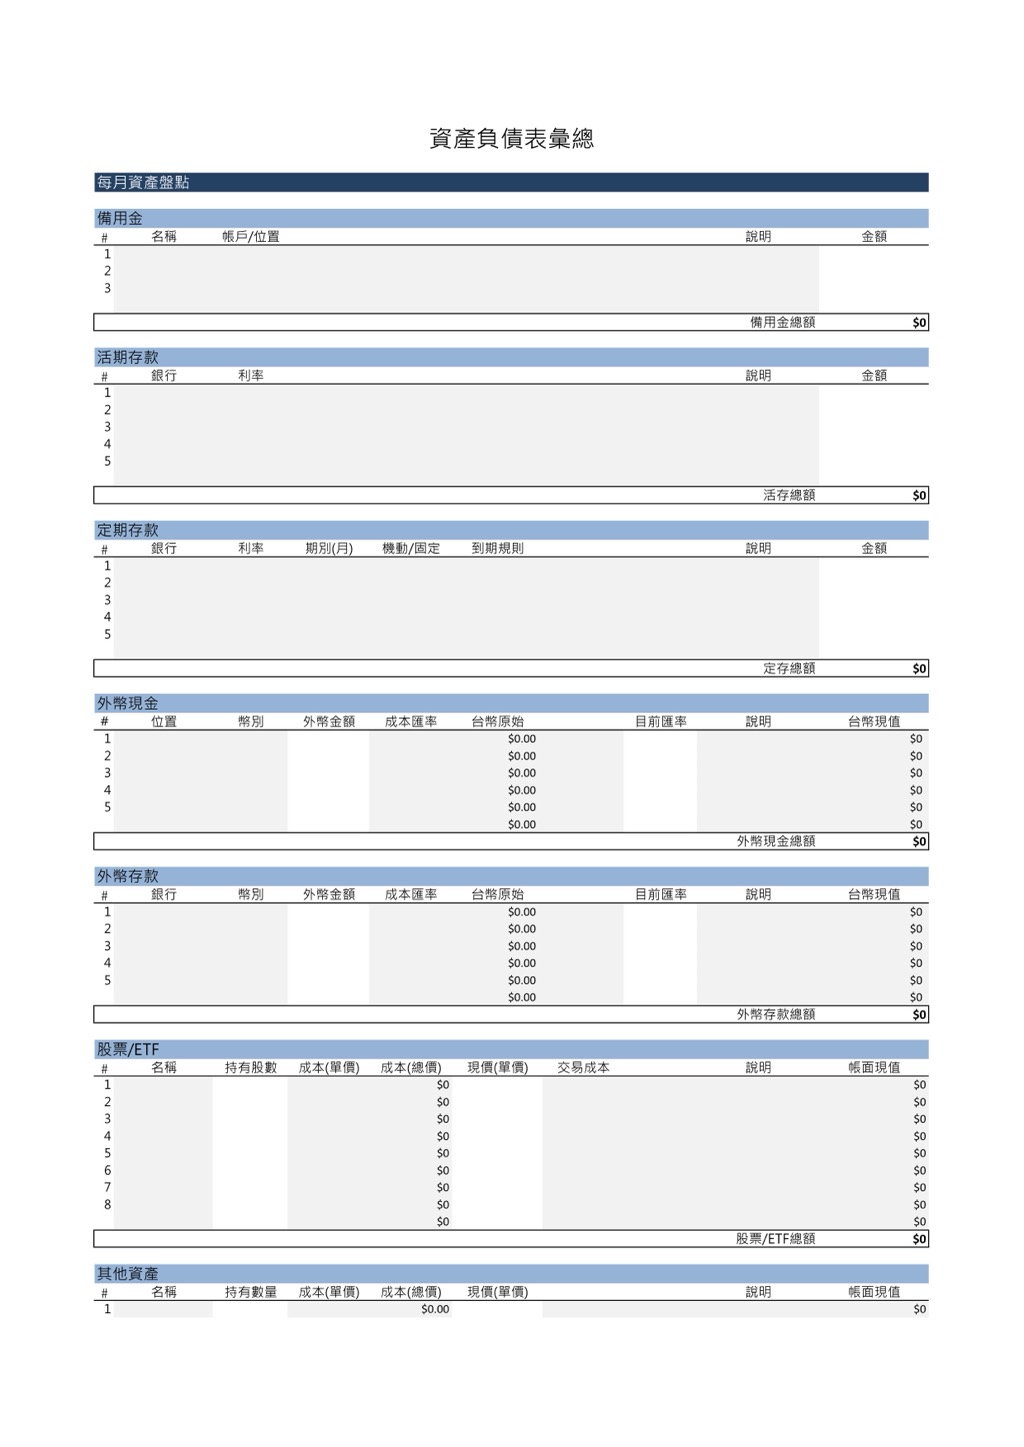 資產負債表彙總
每月資產盤點
備用金
# 名稱 帳戶/位置 說明 金額
1
2
3
備用金總額 $0
活期存款
# 銀行 利率 說明 金額
1
2
3
4
5
活存總額 $0
定期存款
# 銀行 利率 期別(月) 機動/固定 到期規則 說明 金額
1
2
3
4
5
定存總額 $0
外幣現金
# 位置 幣別 外幣金額 成本匯率 台幣原始 目前匯率 說明 台幣現值
1 $0.00 $0
2 $0.00 $0
3 $0.00 $0
4 $0.00 $0
5 $0.00 $0
$0.00 $0
外幣現金總額 $0
外幣存款
# 銀行 幣別 外幣金額 成本匯率 台幣原始 目前匯率 說明 台幣現值
1 $0.00 $0
2 $0.00 $0
3 $0.00 $0
4 $0.00 $0
5 $0.00 $0
$0.00 $0
外幣存款總額 $0
股票/ETF
# 名稱 持有股數 成本(單價) 成本(總價) 現價(單價) 交易成本 說明 帳面現值
1 $0 $0
2 $0 $0
3 $0 $0
4 $0 $0
5 $0 $0
6 $0 $0
7 $0 $0
8 $0 $0
$0 $0
股票/ETF總額 $0
其他資產
# 名稱 持有數量 成本(單價) 成本(總價) 現價(單價) 說明 帳面現值
1 $0.00 $0